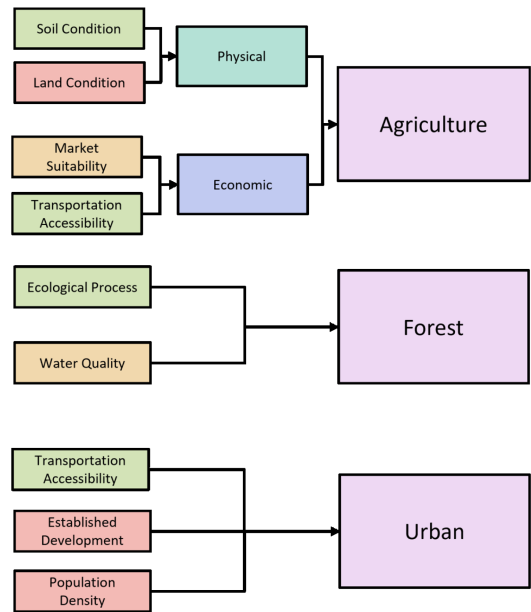 Soil Condition
Land Condition
Physical
Market
Suitability
Transportation
Accessibility
Economic
Agriculture
Ecological Process
Water Quality
Forest
Transportation
Accessibility
Established
Development
Population
Density
Urban